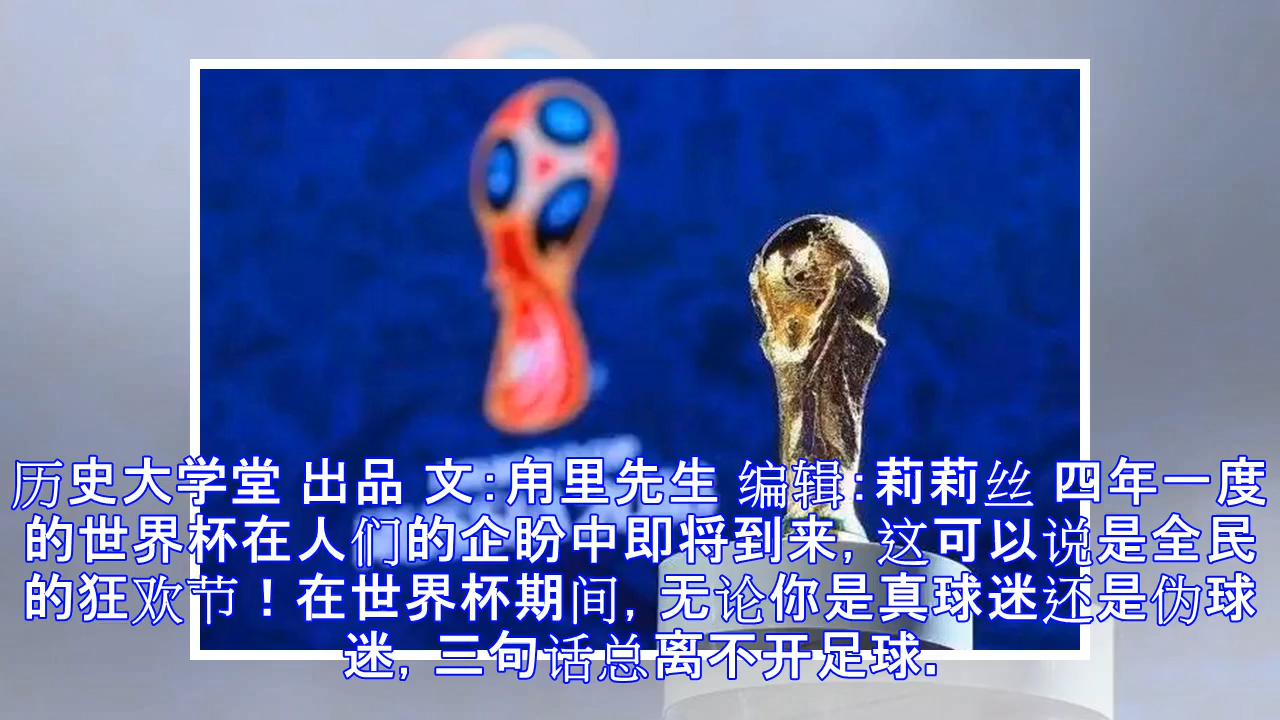 历史大学堂 出品 文:甪里先生 编辑:莉莉丝 四年一度
的世界杯在人们的企盼中即将到来, 这可以说是全民
的狂欢节！在世界杯期间, 无论你是真球迷还是伪球
迷, 三句话总离不开足球.